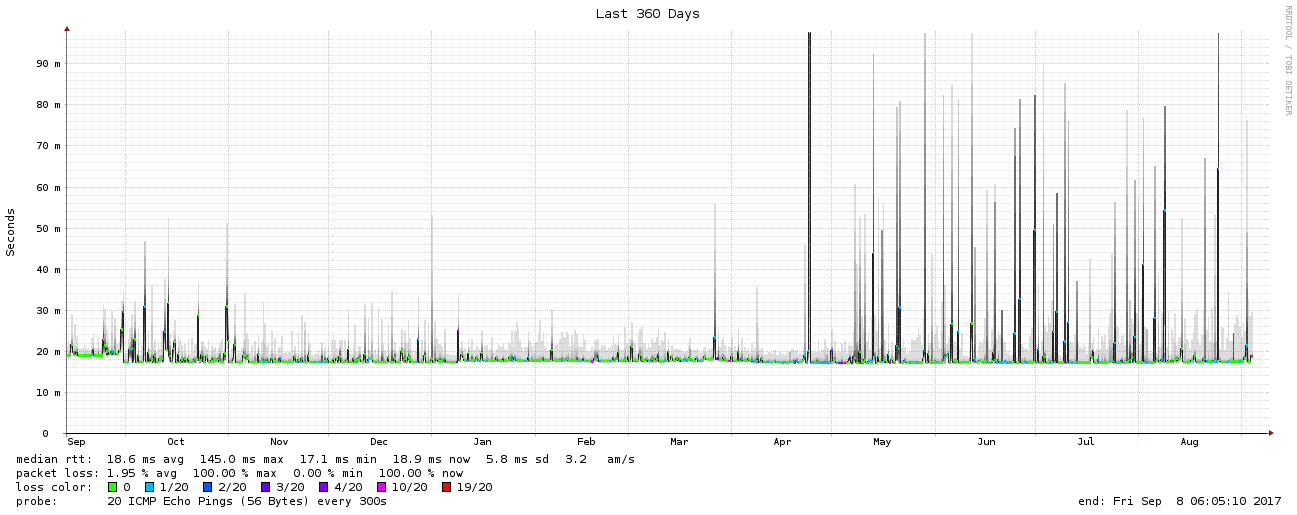 Last 360 Days
RRDTOOL / TOBI OETIKER
Seconds
90 m
80 m
70 m
60 m
50 m
40 m
30 m
20 m
10 m
0
Sep Oct Nov Dec Jan Feb Mar Apr May Jun Jul Aug
median rtt: 18.6 ms avg 145.0 ms max 17.1 ms min 18.9 ms now 5.8 ms sd 3.2 am/s
packet loss: 1.95 % avg 100.00 % max 0.00 % min 100.00 % now
loss color: 0 1/20 2/20 3/20 4/20 10/20 19/20
probe: 20 ICMP Echo Pings (56 Bytes) every 300s
end: Fri Sep 8 06:05:10 2017